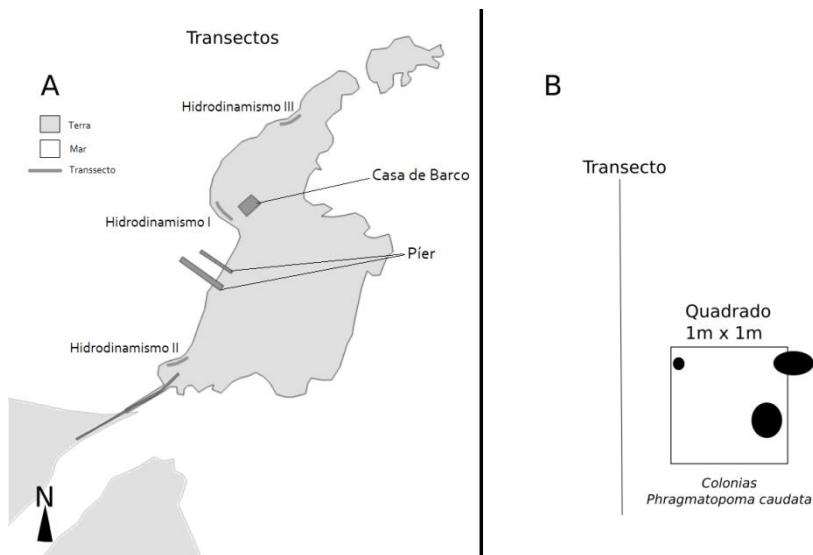 Transectos
A
Terra
Mar
Transsecto
Hidrodinamismo III
Casa de Barco
Hidrodinamismo I
Píer
Hidrodinamismo II
N
B
Transecto
Quadrado
1m x 1m
Colonias
Phragmatopoma caudata